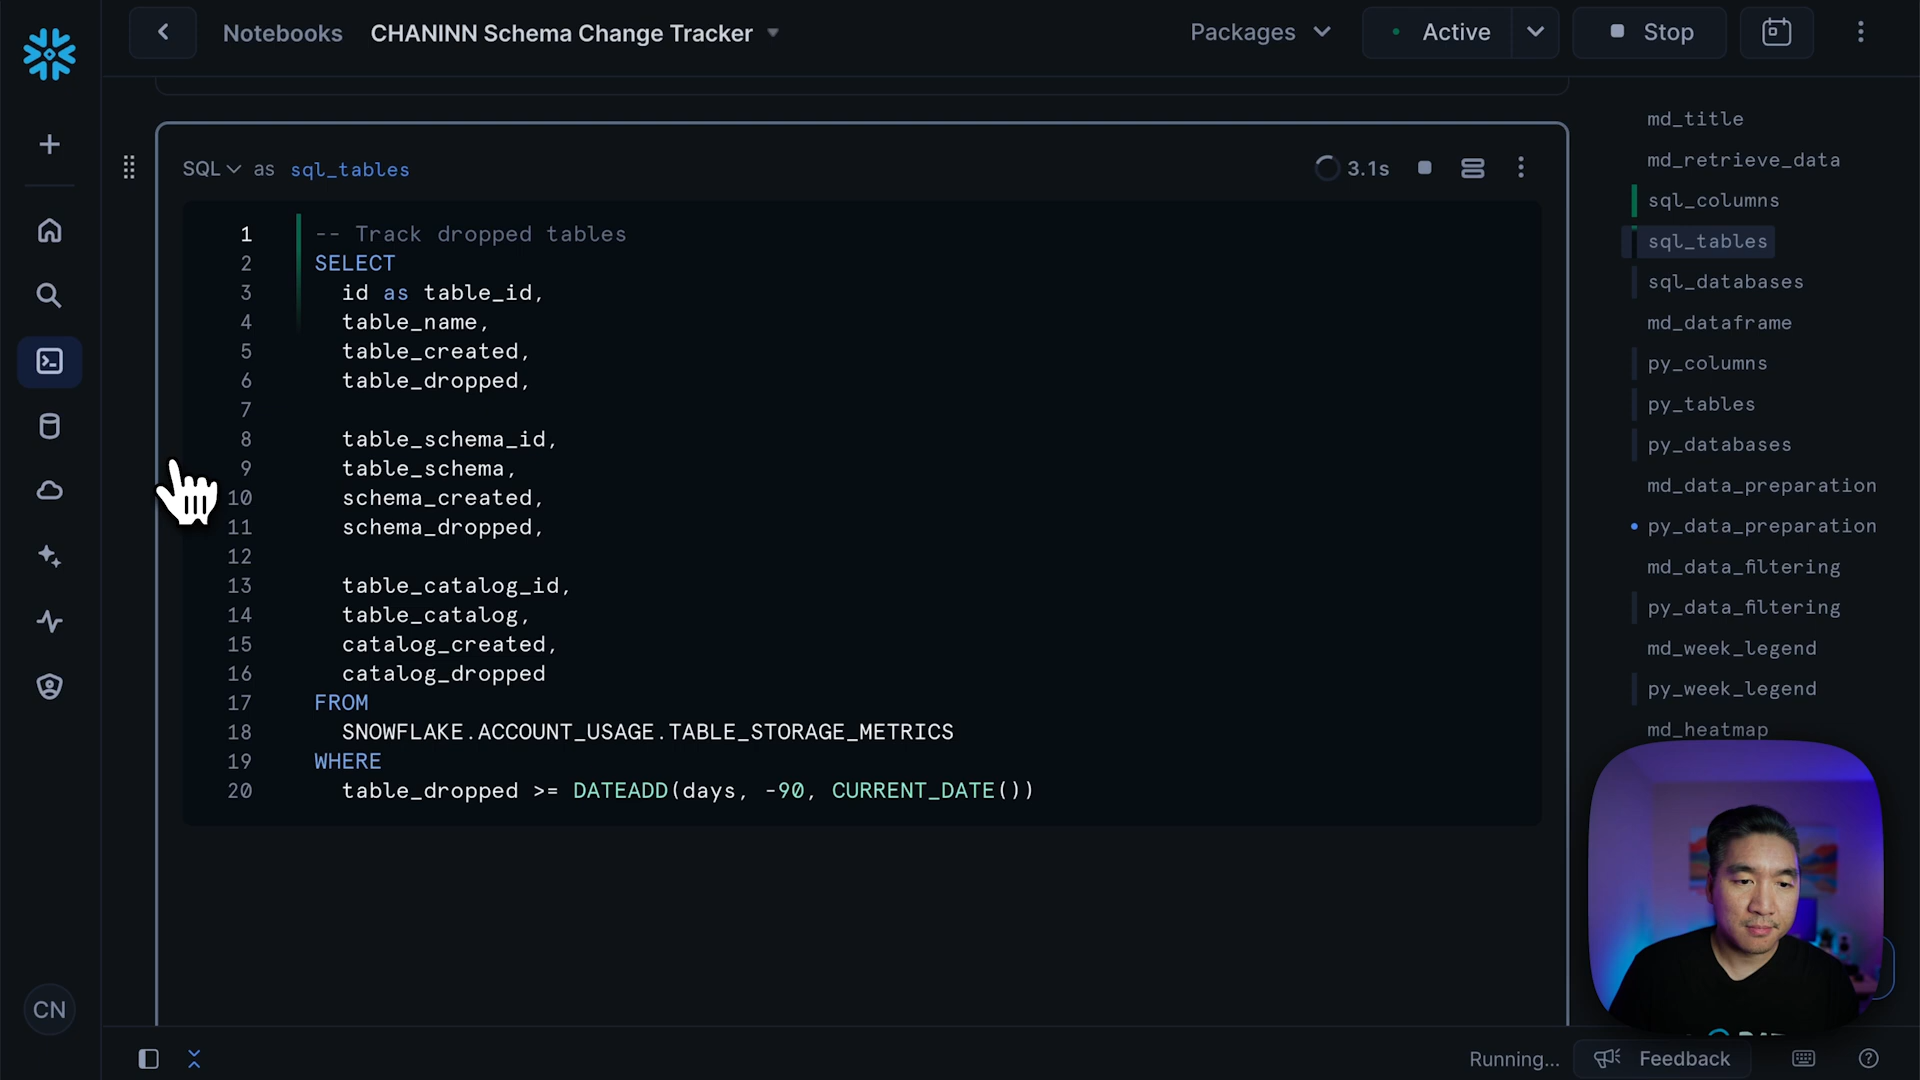 Notebooks CHANINN Schema Change Tracker Packages Active Stop
SQL as sql_tables 3.1s
1 -- Track dropped tables
2 SELECT
3 id as table_id,
4 table_name,
5 table_created,
6 table_dropped,
7
8 table_schema_id,
9 table_schema,
10 schema_created,
11 schema_dropped,
12
13 table_catalog_id,
14 table_catalog,
15 catalog_created,
16 catalog_dropped
17 FROM
18 SNOWFLAKE.ACCOUNT_USAGE.TABLE_STORAGE_METRICS
19 WHERE
20 table_dropped >= DATEADD(days, -90, CURRENT_DATE())
md_title
md_retrieve_data
sql_columns
sql_tables
sql_databases
md_dataframe
py_columns
py_tables
py_databases
md_data_preparation
py_data_preparation
md_data_filtering
py_data_filtering
md_week_legend
py_week_legend
md_heatmap
CN
Running... Feedback